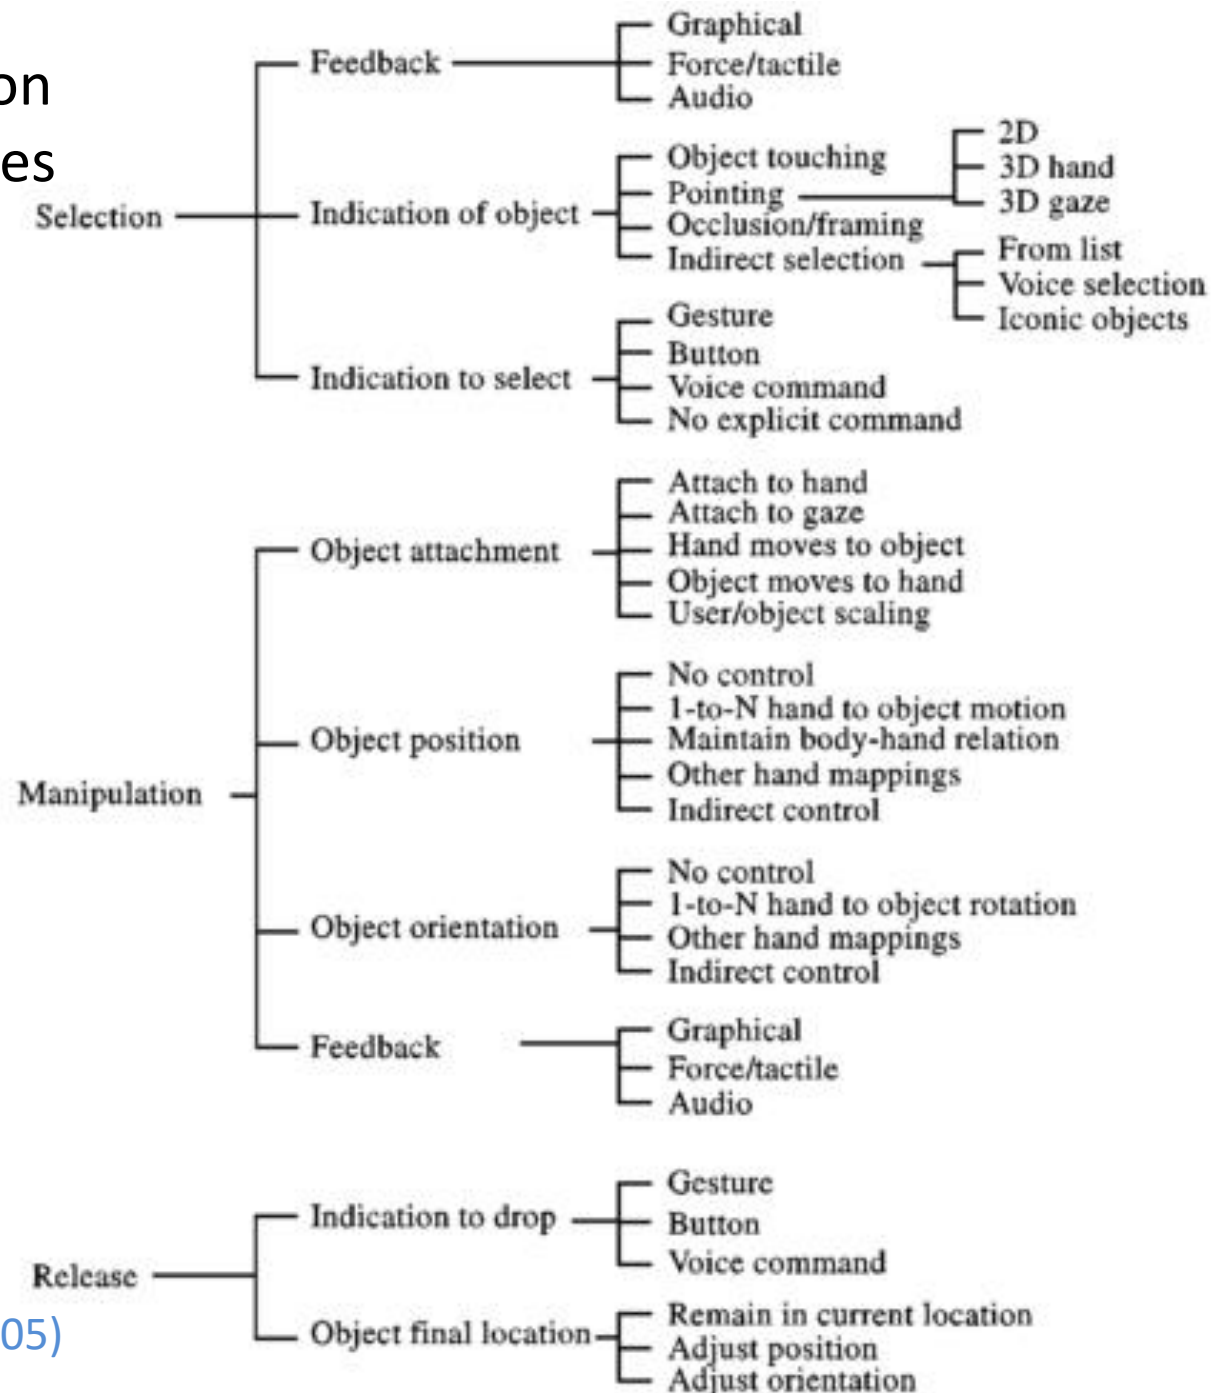 on
es
Selection
Feedback
Graphical
Force/tactile
Audio
Indication of object
Object touching
Pointing
2D
3D hand
3D gaze
Occlusion/framing
Indirect selection
From list
Voice selection
Iconic objects
Indication to select
Gesture
Button
Voice command
No explicit command
Manipulation
Object attachment
Attach to hand
Attach to gaze
Hand moves to object
Object moves to hand
User/object scaling
Object position
No control
1-to-N hand to object motion
Maintain body-hand relation
Other hand mappings
Indirect control
Object orientation
No control
1-to-N hand to object rotation
Other hand mappings
Indirect control
Feedback
Graphical
Force/tactile
Audio
Release
Indication to drop
Gesture
Button
Voice command
Object final location
Remain in current location
Adjust position
Adjust orientation
05)